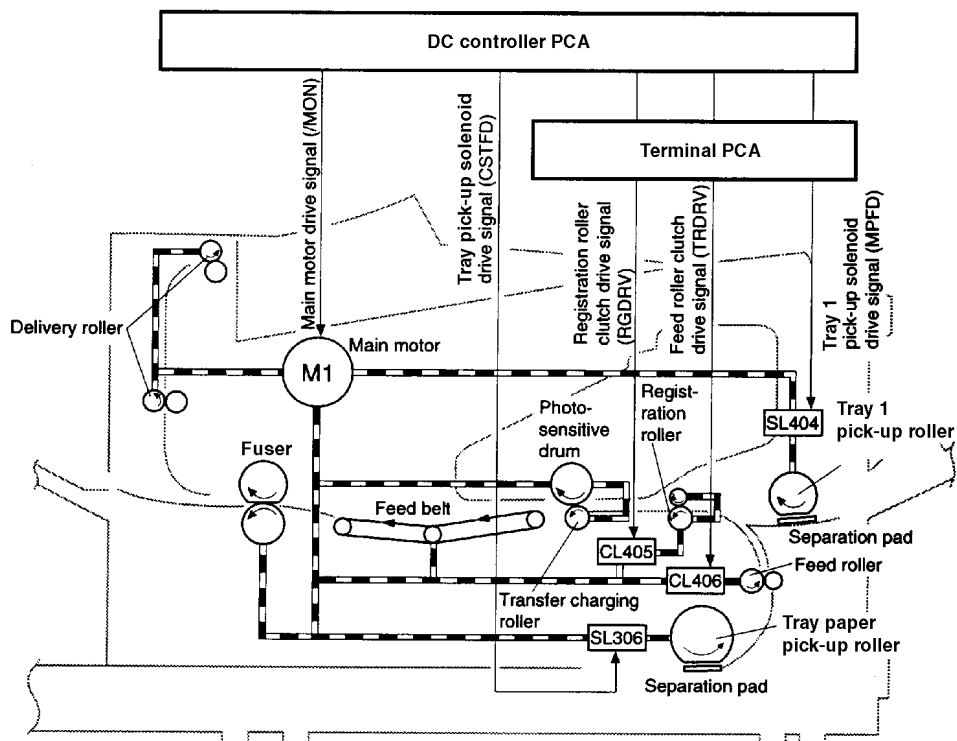 DC controller PCA
Terminal PCA
Main motor drive signal (/MON)
Tray pick-up solenoid
drive signal (CSTFD)
Registration roller
clutch drive signal
(RGDRV)
Feed roller clutch
drive signal (TRDRV)
Tray 1
pick-up solenoid
drive signal (MPFD)
Delivery roller
Main motor
M1
Photo-
sensitive
drum
Regist-
ration
roller
SL404
Tray 1
pick-up roller
Fuser
Feed belt
Separation pad
CL405
CL406
Feed roller
Transfer charging
roller
SL306
Tray paper
pick-up roller
Separation pad